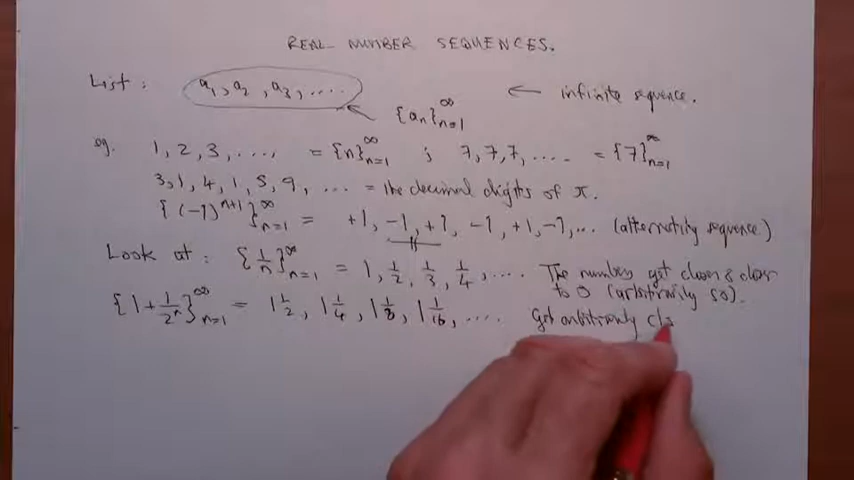 REAL NUMBER SEQUENCES.
List: a₁, a₂, a₃, .... ← infinite sequence.
{aₙ}ₙ₌₁^∞
eg. 1, 2, 3, ...., = {n}ₙ₌₁^∞ ; 7, 7, 7, .... = {7}ₙ₌₁^∞
3, 1, 4, 1, 5, 9, ... = the decimal digits of π.
{(-1)ⁿ⁺¹}ₙ₌₁^∞ = +1, -1, +1, -1, +1, -1, ... (alternating sequence)
Look at: {1/n}ₙ₌₁^∞ = 1, 1/2, 1/3, 1/4, .... The numbers get closer & closer
to 0 (arbitrarily so).
{1+1/2ⁿ}ₙ₌₁^∞ = 1 1/2, 1 1/4, 1 1/8, 1 1/16, .... Get arbitrarily clo